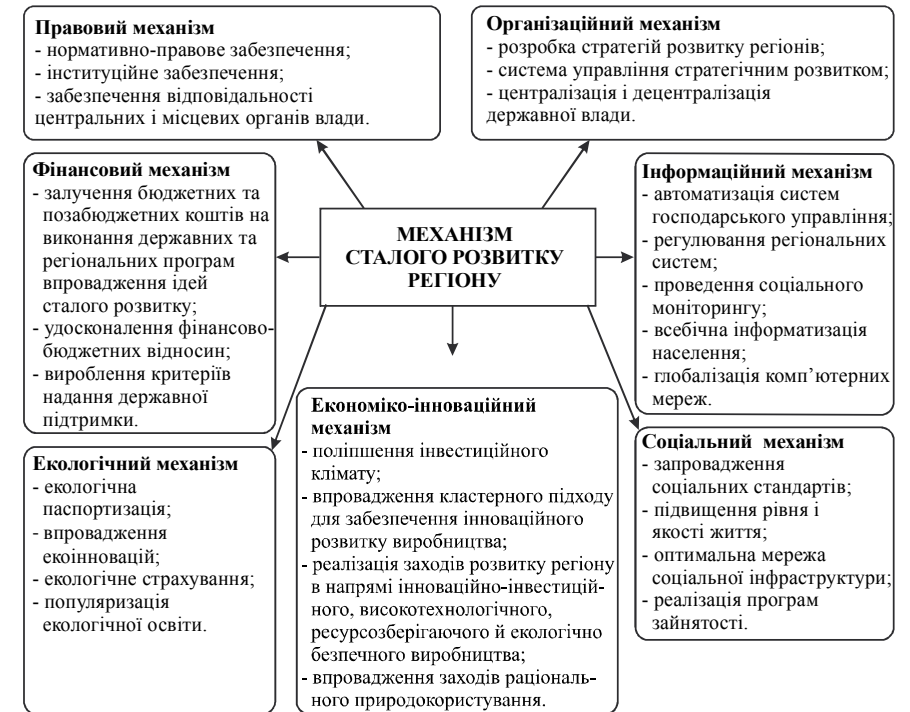 Правовий механізм
- нормативно-правове забезпечення;
- інституційне забезпечення;
- забезпечення відповідальності
центральних і місцевих органів влади.
Організаційний механізм
- розробка стратегій розвитку регіонів;
- система управління стратегічним розвитком;
- централізація і децентралізація
державної влади.
Фінансовий механізм
- залучення бюджетних та
позабюджетних коштів на
виконання державних та
регіональних програм
впровадження ідей
сталого розвитку;
- удосконалення фінансово-
бюджетних відносин;
- вироблення критеріїв
надання державної
підтримки.
МЕХАНІЗМ
СТАЛОГО РОЗВИТКУ
РЕГІОНУ
Інформаційний механізм
- автоматизація систем
господарського управління;
- регулювання регіональних
систем;
- проведення соціального
моніторингу;
- всебічна інформатизація
населення;
- глобалізація комп’ютерних
мереж.
Екологічний механізм
- екологічна
паспортизація;
- впровадження
екоінновацій;
- екологічне страхування;
- популяризація
екологічної освіти.
Економіко-інноваційний
механізм
- поліпшення інвестиційного
клімату;
- впровадження кластерного підходу
для забезпечення інноваційного
розвитку виробництва;
- реалізація заходів розвитку регіону
в напрямі інноваційно-інвестицій-
ного, високотехнологічного,
ресурсозберігаючого й екологічно
безпечного виробництва;
- впровадження заходів раціональ-
ного природокористування.
Соціальний механізм
- запровадження
соціальних стандартів;
- підвищення рівня і
якості життя;
- оптимальна мережа
соціальної інфраструктури;
- реалізація програм
зайнятості.